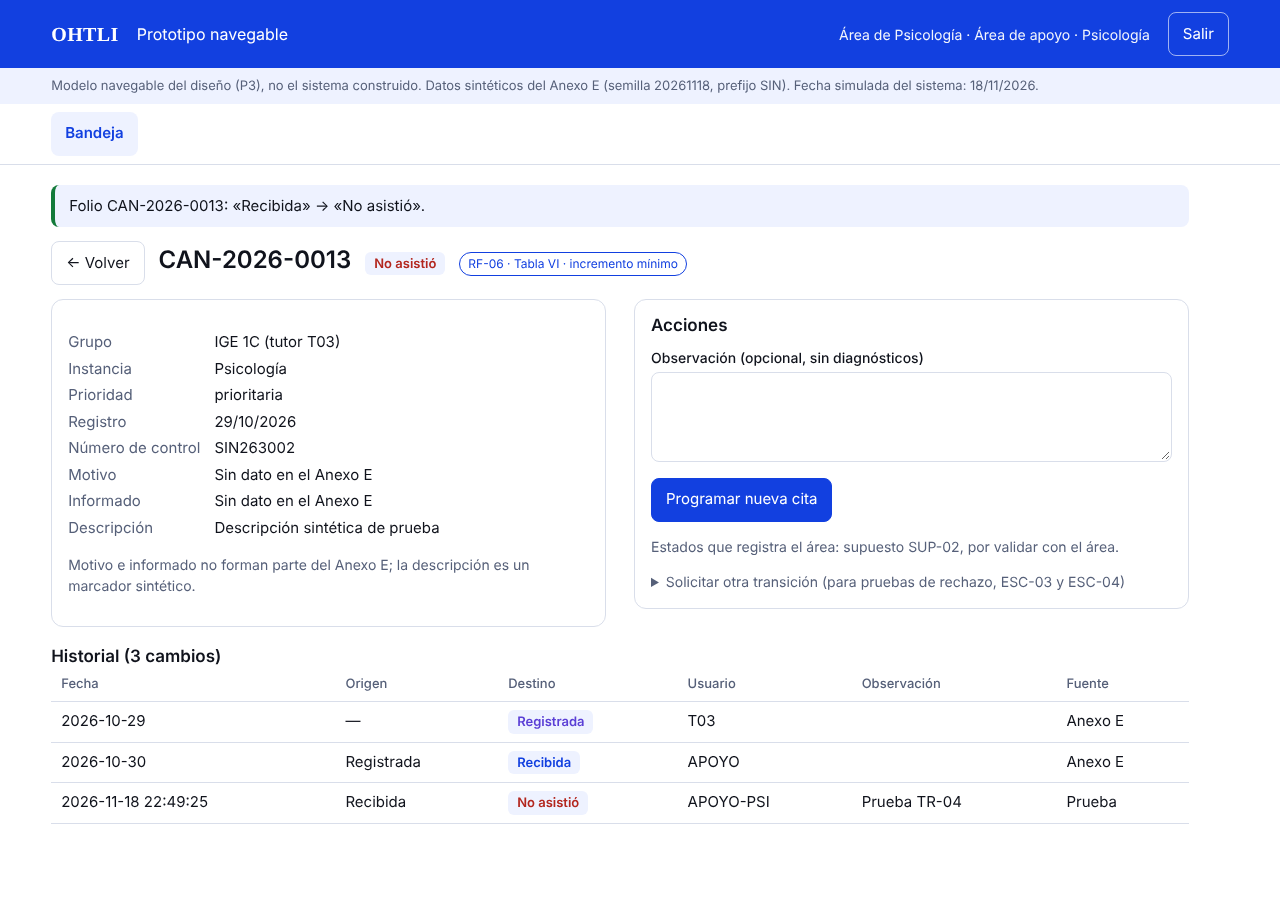 OHTLI Prototipo navegable
Área de Psicología · Área de apoyo · Psicología
Salir
Modelo navegable del diseño (P3), no el sistema construido. Datos sintéticos del Anexo E (semilla 20261118, prefijo SIN). Fecha simulada del sistema: 18/11/2026.
Bandeja
Folio CAN-2026-0013: «Recibida» → «No asistió».
← Volver
CAN-2026-0013
No asistió
RF-06 · Tabla VI · incremento mínimo
Grupo IGE 1C (tutor T03)
Instancia Psicología
Prioridad prioritaria
Registro 29/10/2026
Número de control SIN263002
Motivo Sin dato en el Anexo E
Informado Sin dato en el Anexo E
Descripción Descripción sintética de prueba
Motivo e informado no forman parte del Anexo E; la descripción es un
marcador sintético.
Acciones
Observación (opcional, sin diagnósticos)
Programar nueva cita
Estados que registra el área: supuesto SUP-02, por validar con el área.
▶ Solicitar otra transición (para pruebas de rechazo, ESC-03 y ESC-04)
Historial (3 cambios)
Fecha Origen Destino Usuario Observación Fuente
2026-10-29 — Registrada T03 Anexo E
2026-10-30 Registrada Recibida APOYO Anexo E
2026-11-18 22:49:25 Recibida No asistió APOYO-PSI Prueba TR-04 Prueba